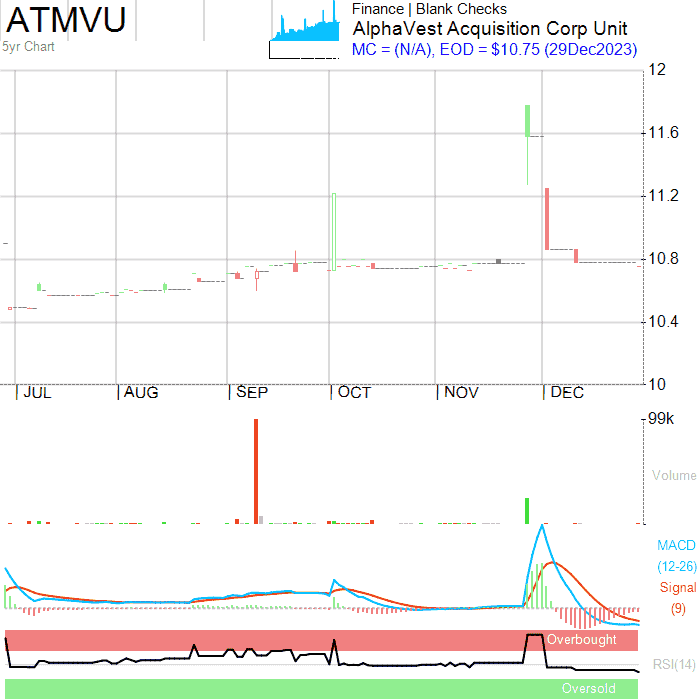 ATMVU
5yr Chart
Finance | Blank Checks
AlphaVest Acquisition Corp Unit
MC = (N/A), EOD = $10.75 (29Dec2023)
12
11.6
11.2
10.8
10.4
10
JUL AUG SEP OCT NOV DEC
99k
Volume
MACD
(12-26)
Signal
(9)
Overbought
RSI(14)
Oversold